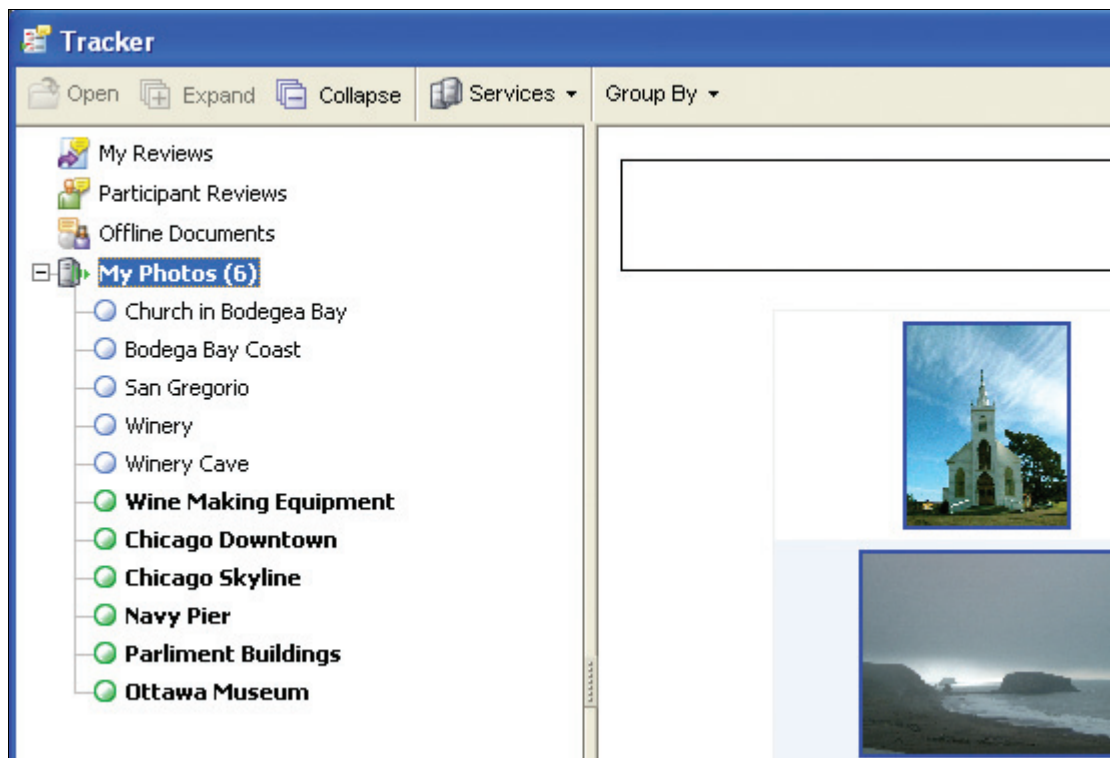 Tracker
Open Expand Collapse Services Group By
My Reviews
Participant Reviews
Offline Documents
My Photos (6)
Church in Bodegea Bay
Bodega Bay Coast
San Gregorio
Winery
Winery Cave
Wine Making Equipment
Chicago Downtown
Chicago Skyline
Navy Pier
Parliment Buildings
Ottawa Museum